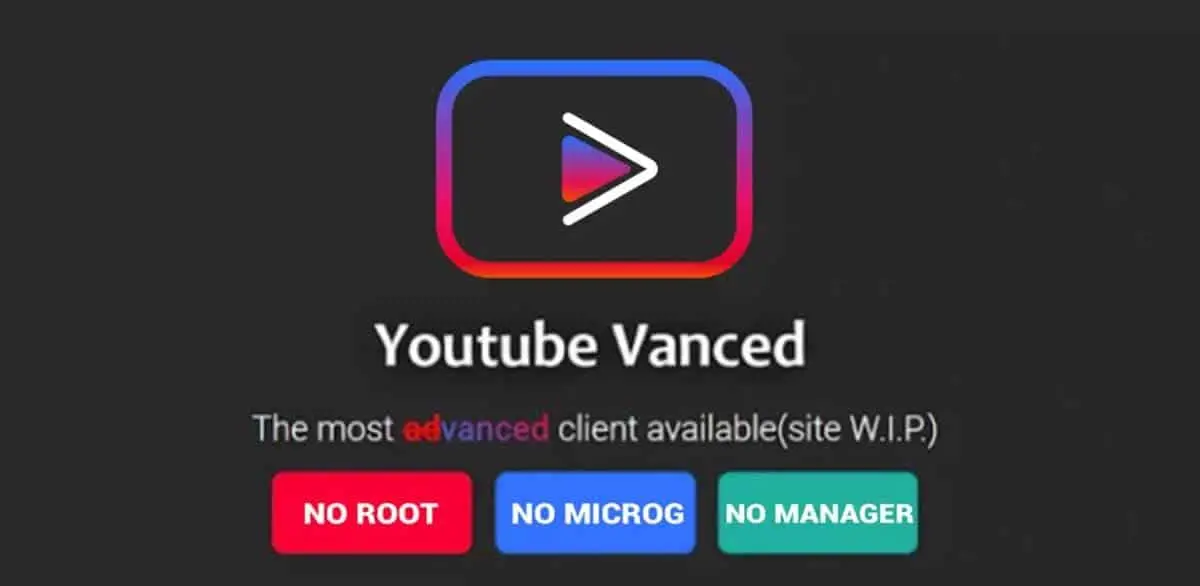 Youtube Vanced
The most advanced client available(site W.I.P.)
NO ROOT NO MICROG NO MANAGER